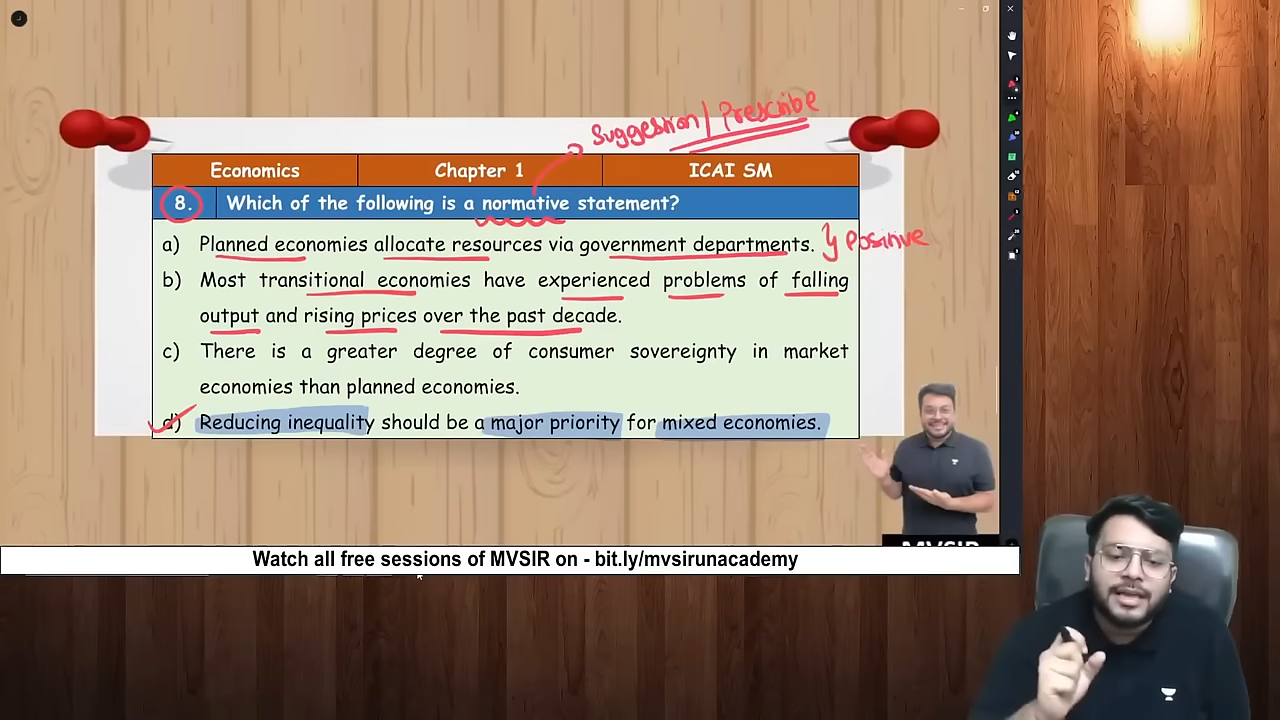 Suggestion / Prescribe
Economics Chapter 1 ICAI SM
8. Which of the following is a normative statement?
a) Planned economies allocate resources via government departments. Positive
b) Most transitional economies have experienced problems of falling
output and rising prices over the past decade.
c) There is a greater degree of consumer sovereignty in market
economies than planned economies.
d) Reducing inequality should be a major priority for mixed economies.
MVSIR
Watch all free sessions of MVSIR on - bit.ly/mvsirunacademy